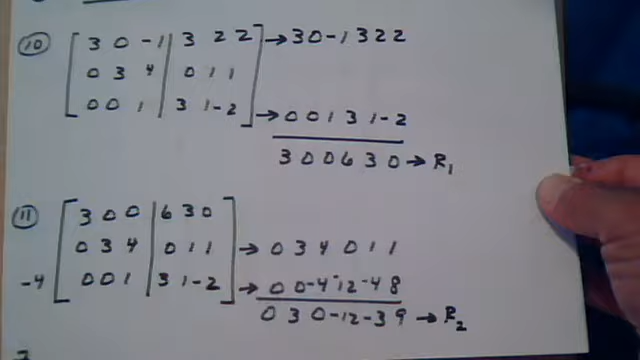 10 [ 3 0 -1 | 3 2 2 ] → 3 0 -1 3 2 2
0 3 4 | 0 1 1
0 0 1 | 3 1 -2 → 0 0 1 3 1 -2
3 0 0 6 3 0 → R1
11 [ 3 0 0 | 6 3 0 ]
0 3 4 | 0 1 1 → 0 3 4 0 1 1
-4 0 0 1 | 3 1 -2 → 0 0 -4 -12 -4 8
0 3 0 -12 -3 9 → R2